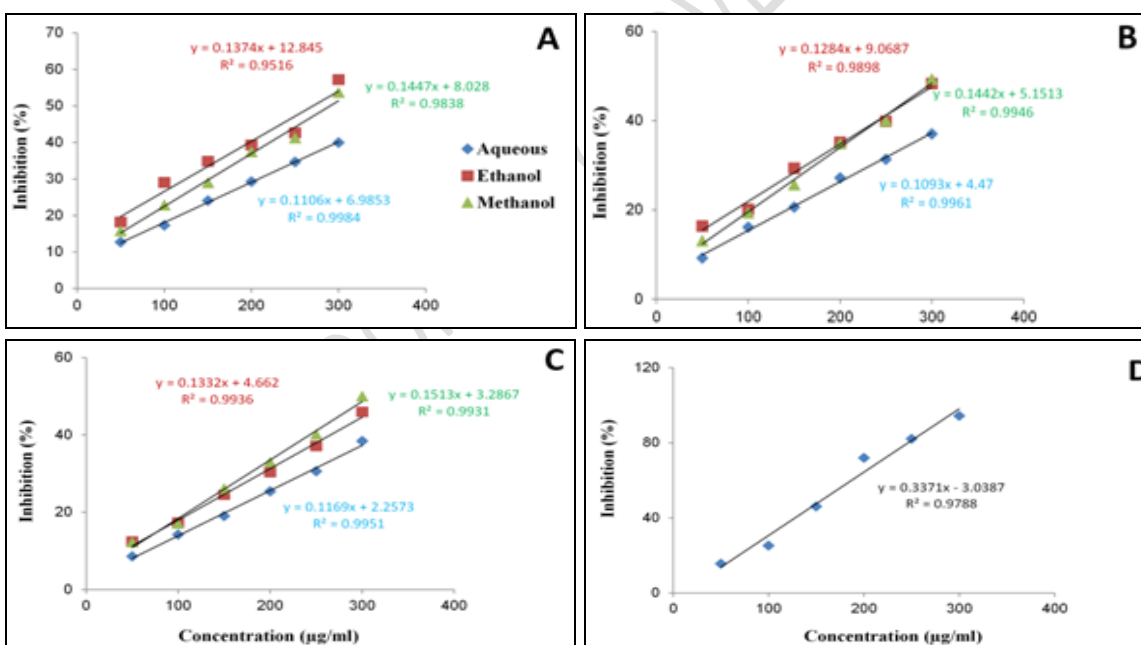 A
70
60
50
40
30
20
10
0
Inhibition (%)
y = 0.1374x + 12.845
R² = 0.9516
y = 0.1447x + 8.028
R² = 0.9838
y = 0.1106x + 6.9853
R² = 0.9984
Aqueous
Ethanol
Methanol
0 100 200 300 400
B
60
40
20
0
Inhibition (%)
y = 0.1284x + 9.0687
R² = 0.9898
y = 0.1442x + 5.1513
R² = 0.9946
y = 0.1093x + 4.47
R² = 0.9961
0 100 200 300 400
C
60
40
20
0
Inhibition (%)
y = 0.1332x + 4.662
R² = 0.9936
y = 0.1513x + 3.2867
R² = 0.9931
y = 0.1169x + 2.2573
R² = 0.9951
0 100 200 300 400
Concentration (µg/ml)
D
120
80
40
0
Inhibition (%)
y = 0.3371x - 3.0387
R² = 0.9788
0 100 200 300 400
Concentration (µg/ml)